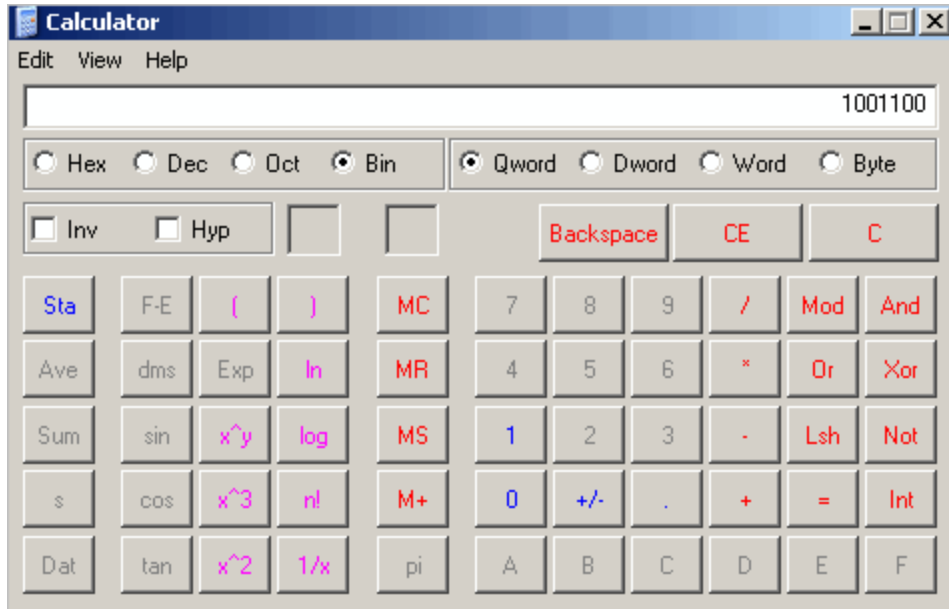 Calculator
Edit View Help
1001100
Hex Dec Oct Bin Qword Dword Word Byte
Inv Hyp Backspace CE C
Sta F-E ( ) MC 7 8 9 / Mod And
Ave dms Exp ln MR 4 5 6 * Or Xor
Sum sin x^y log MS 1 2 3 - Lsh Not
s cos x^3 n! M+ 0 +/- . + = Int
Dat tan x^2 1/x pi A B C D E F